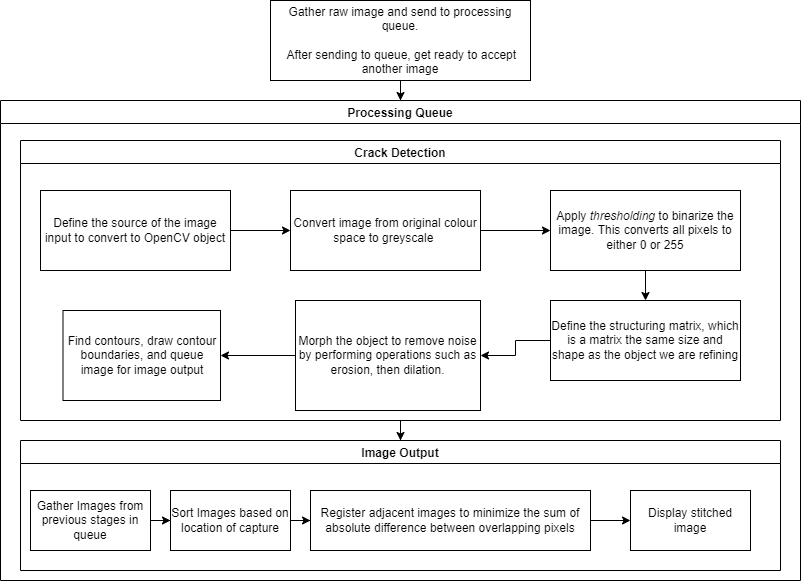 Gather raw image and send to processing
queue.
After sending to queue, get ready to accept
another image
Processing Queue
Crack Detection
Define the source of the image
input to convert to OpenCV object
Convert image from original colour
space to greyscale
Apply thresholding to binarize the
image. This converts all pixels to
either 0 or 255
Define the structuring matrix, which
is a matrix the same size and
shape as the object we are refining
Morph the object to remove noise
by performing operations such as
erosion, then dilation.
Find contours, draw contour
boundaries, and queue
image for image output
Image Output
Gather Images from
previous stages in
queue
Sort Images based on
location of capture
Register adjacent images to minimize the sum of
absolute difference between overlapping pixels
Display stitched
image